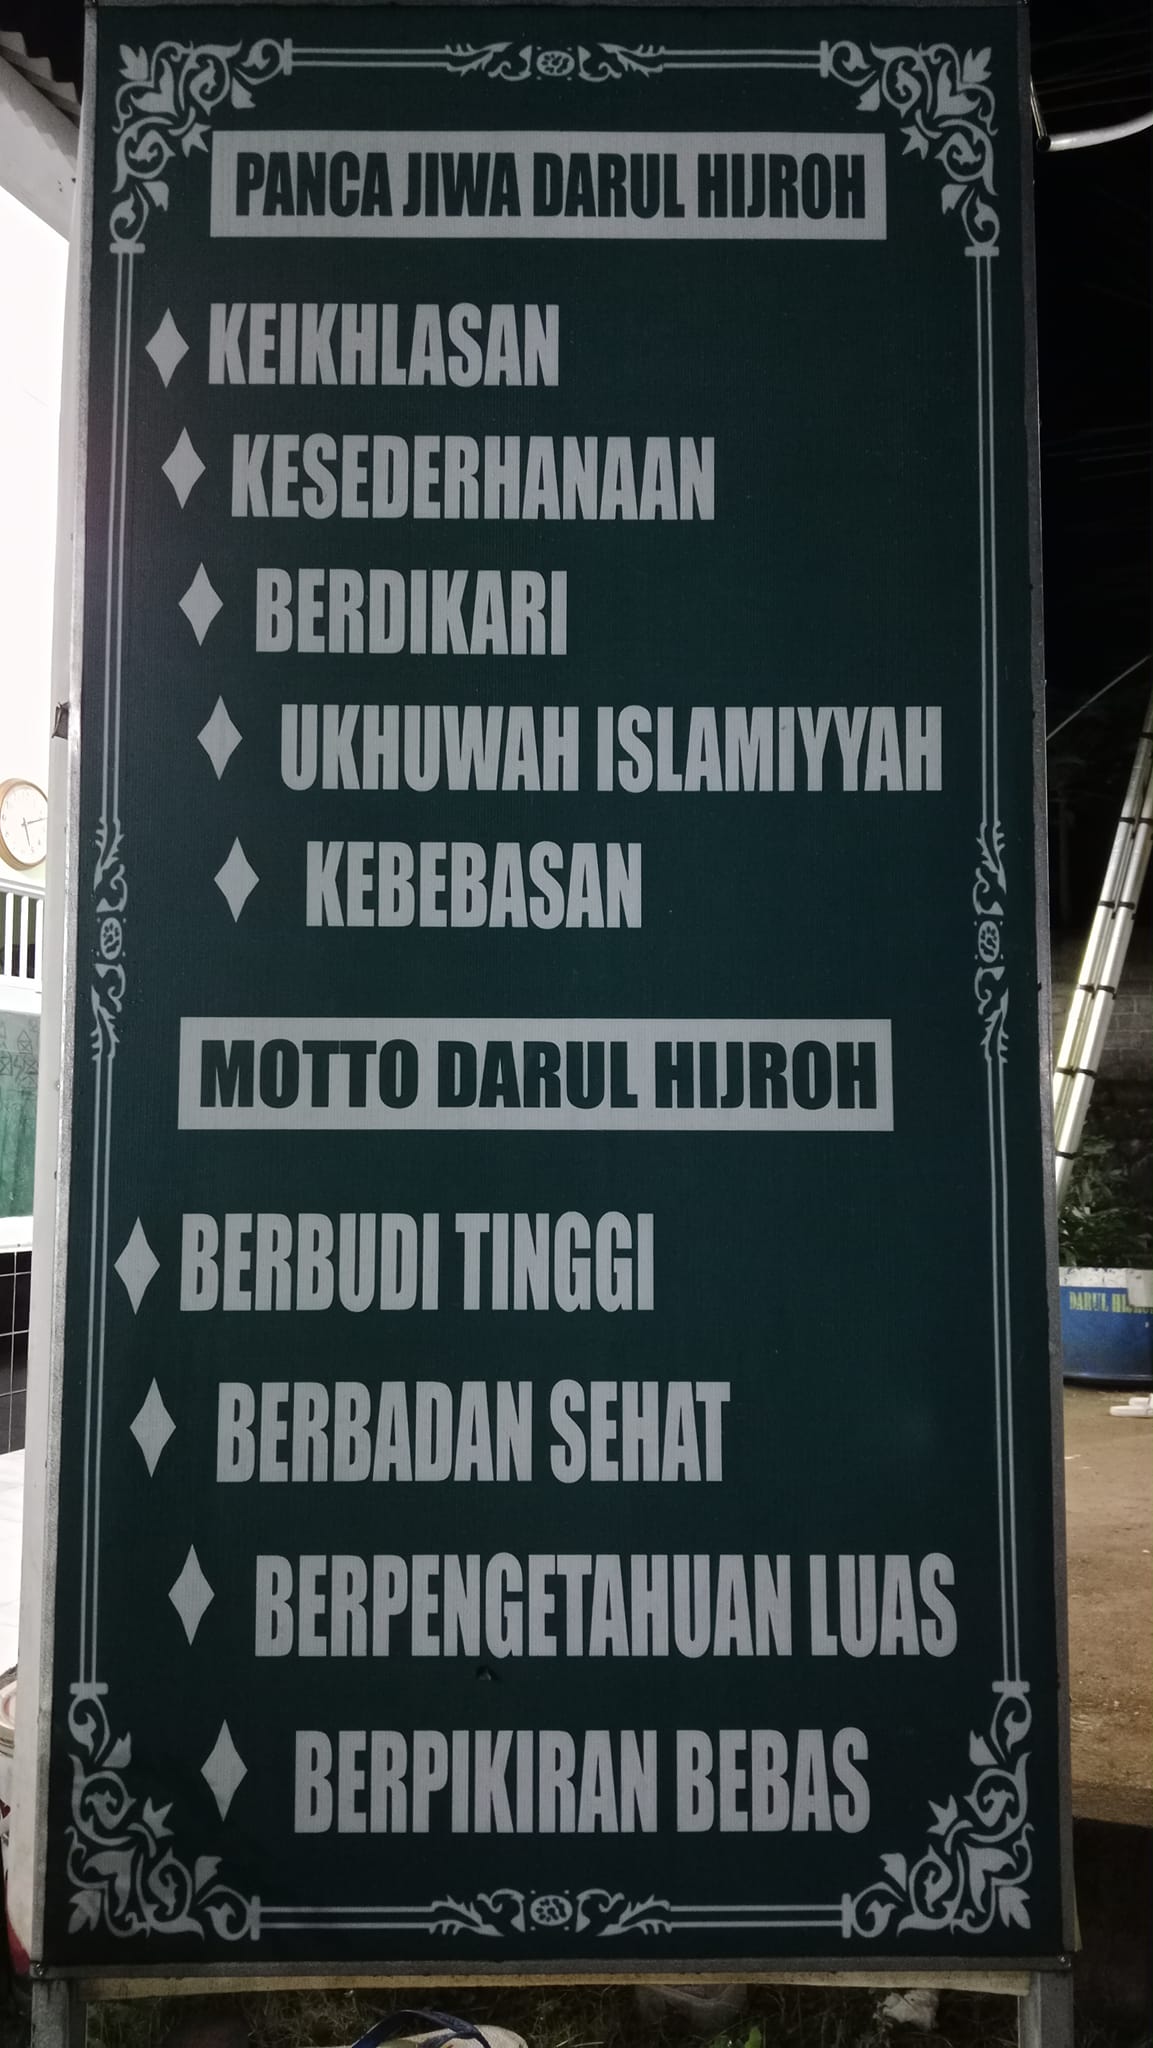 PANCA JIWA DARUL HIJROH
KEIKHLASAN
KESEDERHANAAN
BERDIKARI
UKHUWAH ISLAMIYYAH
KEBEBASAN
MOTTO DARUL HIJROH
BERBUDI TINGGI
BERBADAN SEHAT
BERPENGETAHUAN LUAS
BERPIKIRAN BEBAS
DARUL